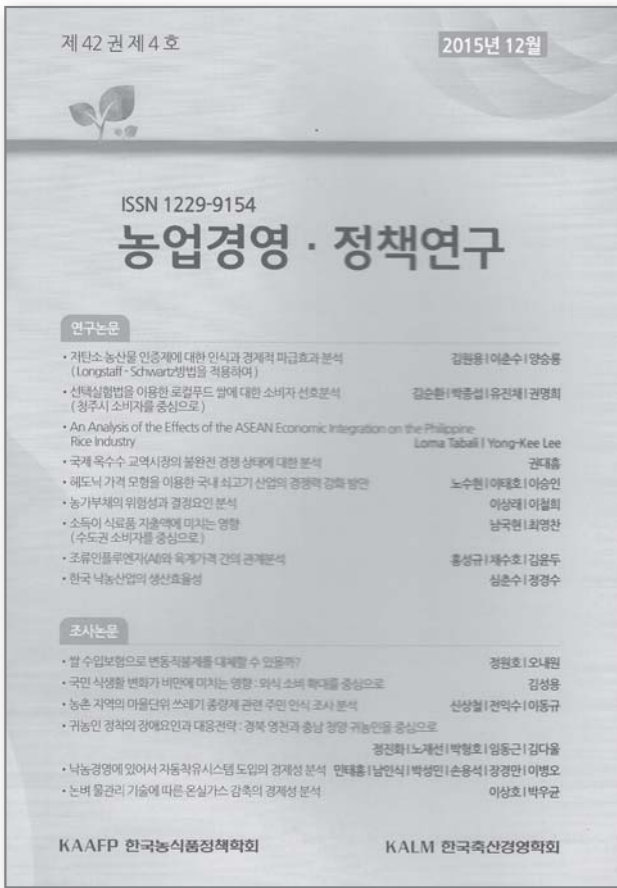 제 42 권 제 4 호
2015년 12월
ISSN 1229-9154
농업경영 · 정책연구
연구논문
• 저탄소 농산물 인증제에 대한 인식과 경제적 파급효과 분석 김원용 | 이춘수 | 양승룡
( Longstaff - Schwartz방법을 적용하여 )
• 선택실험법을 이용한 로컬푸드 쌀에 대한 소비자 선호분석 김순환 | 박종섭 | 유진채 | 권명희
( 청주시 소비자를 중심으로 )
• An Analysis of the Effects of the ASEAN Economic Integration on the Philippine
Rice Industry Lorna Tabali | Yong-Kee Lee
• 국제 옥수수 교역시장의 불완전 경쟁 상태에 대한 분석 권대흠
• 헤도닉 가격 모형을 이용한 국내 쇠고기 산업의 경쟁력 강화 방안 노수현 | 이태호 | 이승인
• 농가부채의 위험성과 결정요인 분석 이상래 | 이철희
• 소득이 식료품 지출액에 미치는 영향 남국현 | 최영찬
( 수도권 소비자를 중심으로 )
• 조류인플루엔자(AI)와 육계가격 간의 관계분석 홍성규 | 채수호 | 김윤두
• 한국 낙농산업의 생산효율성 심춘수 | 정경수
조사논문
• 쌀 수입보험으로 변동직불제를 대체할 수 있을까? 정원호 | 오내원
• 국민 식생활 변화가 비만에 미치는 영향 : 외식 소비 확대를 중심으로 김성용
• 농촌 지역의 마을단위 쓰레기 종량제 관련 주민 인식 조사 분석 신상철 | 전익수 | 이동규
• 귀농인 정착의 장애요인과 대응전략 : 경북 영천과 충남 청양 귀농인을 중심으로
정진화 | 노재선 | 박형호 | 임동근 | 김다울
• 낙농경영에 있어서 자동착유시스템 도입의 경제성 분석 민태홍 | 남인식 | 박성민 | 손용석 | 장경만 | 이병오
• 논벼 물관리 기술에 따른 온실가스 감축의 경제성 분석 이상호 | 박우균
KAAFP 한국농식품정책학회 KALM 한국축산경영학회